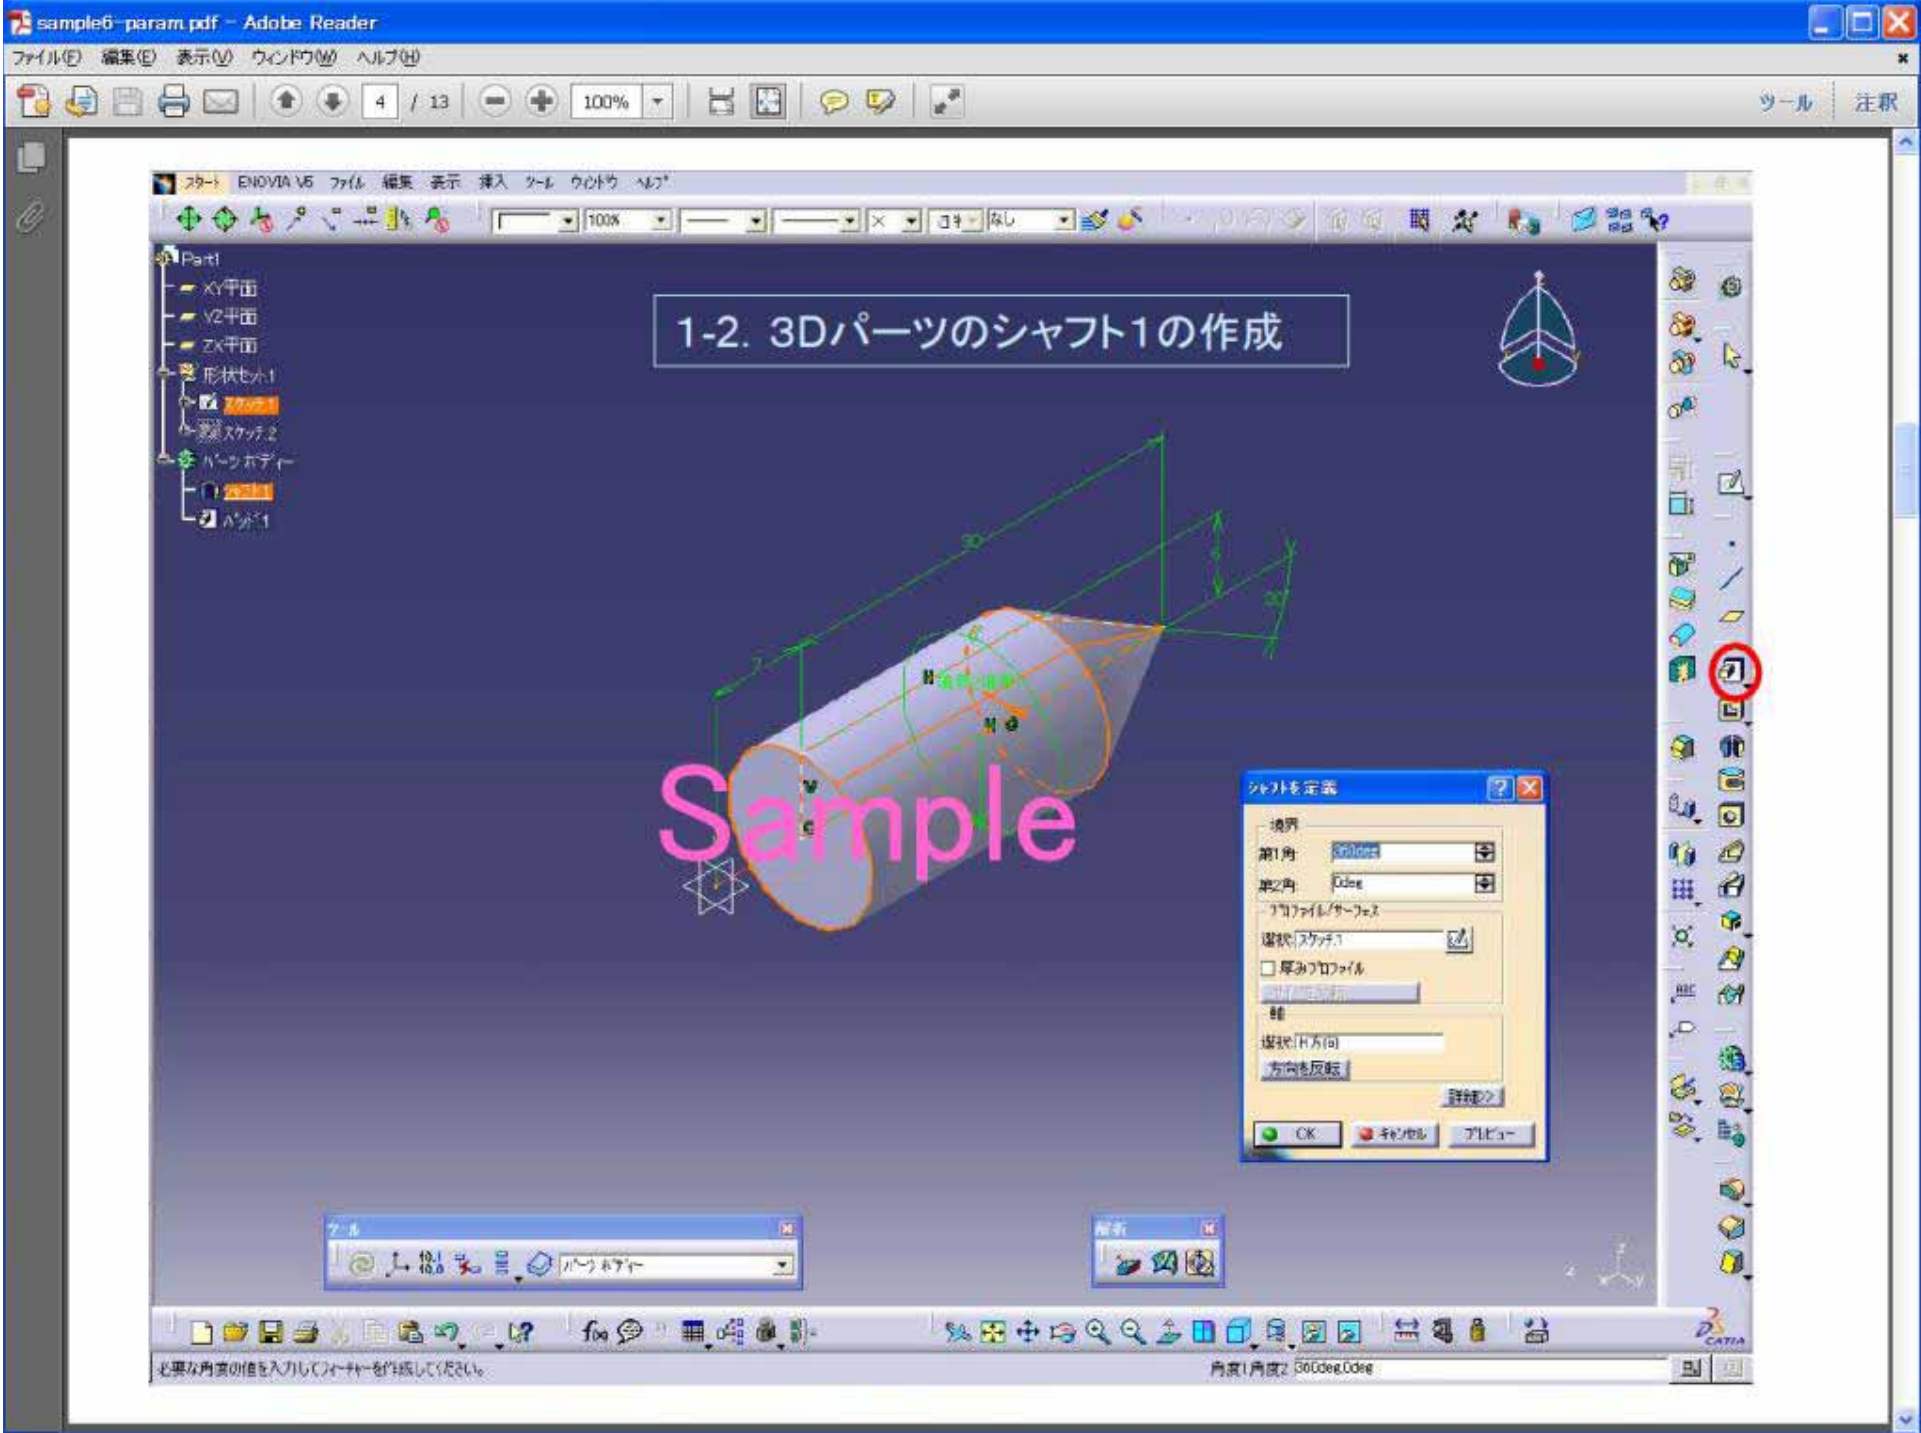 sample6-param.pdf - Adobe Reader
ファイル(F) 編集(E) 表示(V) ウィンドウ(W) ヘルプ(H)
4 / 13 100% ツール 注釈
スタート ENOVIA V5 ファイル 編集 表示 挿入 ツール ウィンドウ ヘルプ
100% なし
Part1
XY平面
YZ平面
ZX平面
形状セット.1
スケッチ.1
スケッチ.2
パーツ ボディー
シャフト.1
パッド.1
1-2. 3Dパーツのシャフト1の作成
30
7
H
H
V
Sample
シャフトを定義
境界
第1角: 360deg
第2角: 0deg
プロファイル/サーフェス
選択: スケッチ.1
厚みプロファイル
軸
選択: H方向
方向を反転
詳細>>
OK キャンセル プレビュー
ツール
パーツ ボディー
解析
CATIA
必要な角度の値を入力してフィーチャーを作成してください。
角度1,角度2 360deg,0deg